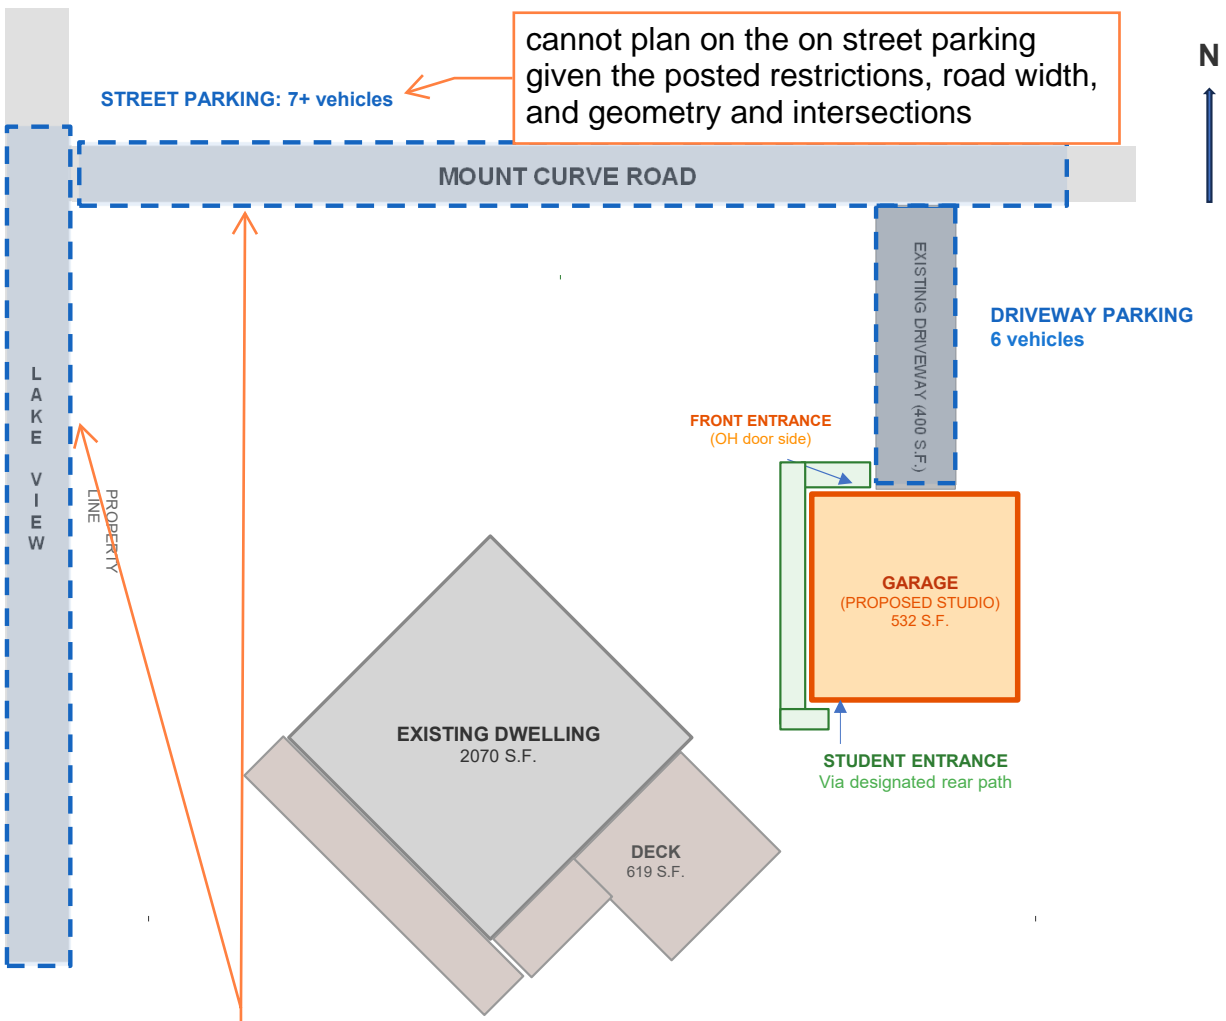 cannot plan on the on street parking
given the posted restrictions, road width,
and geometry and intersections
N
STREET PARKING: 7+ vehicles
MOUNT CURVE ROAD
EXISTING DRIVEWAY (400 S.F.)
DRIVEWAY PARKING
6 vehicles
LAKE VIEW
PROPERTY
LINE
FRONT ENTRANCE
(OH door side)
GARAGE
(PROPOSED STUDIO)
532 S.F.
EXISTING DWELLING
2070 S.F.
STUDENT ENTRANCE
Via designated rear path
DECK
619 S.F.